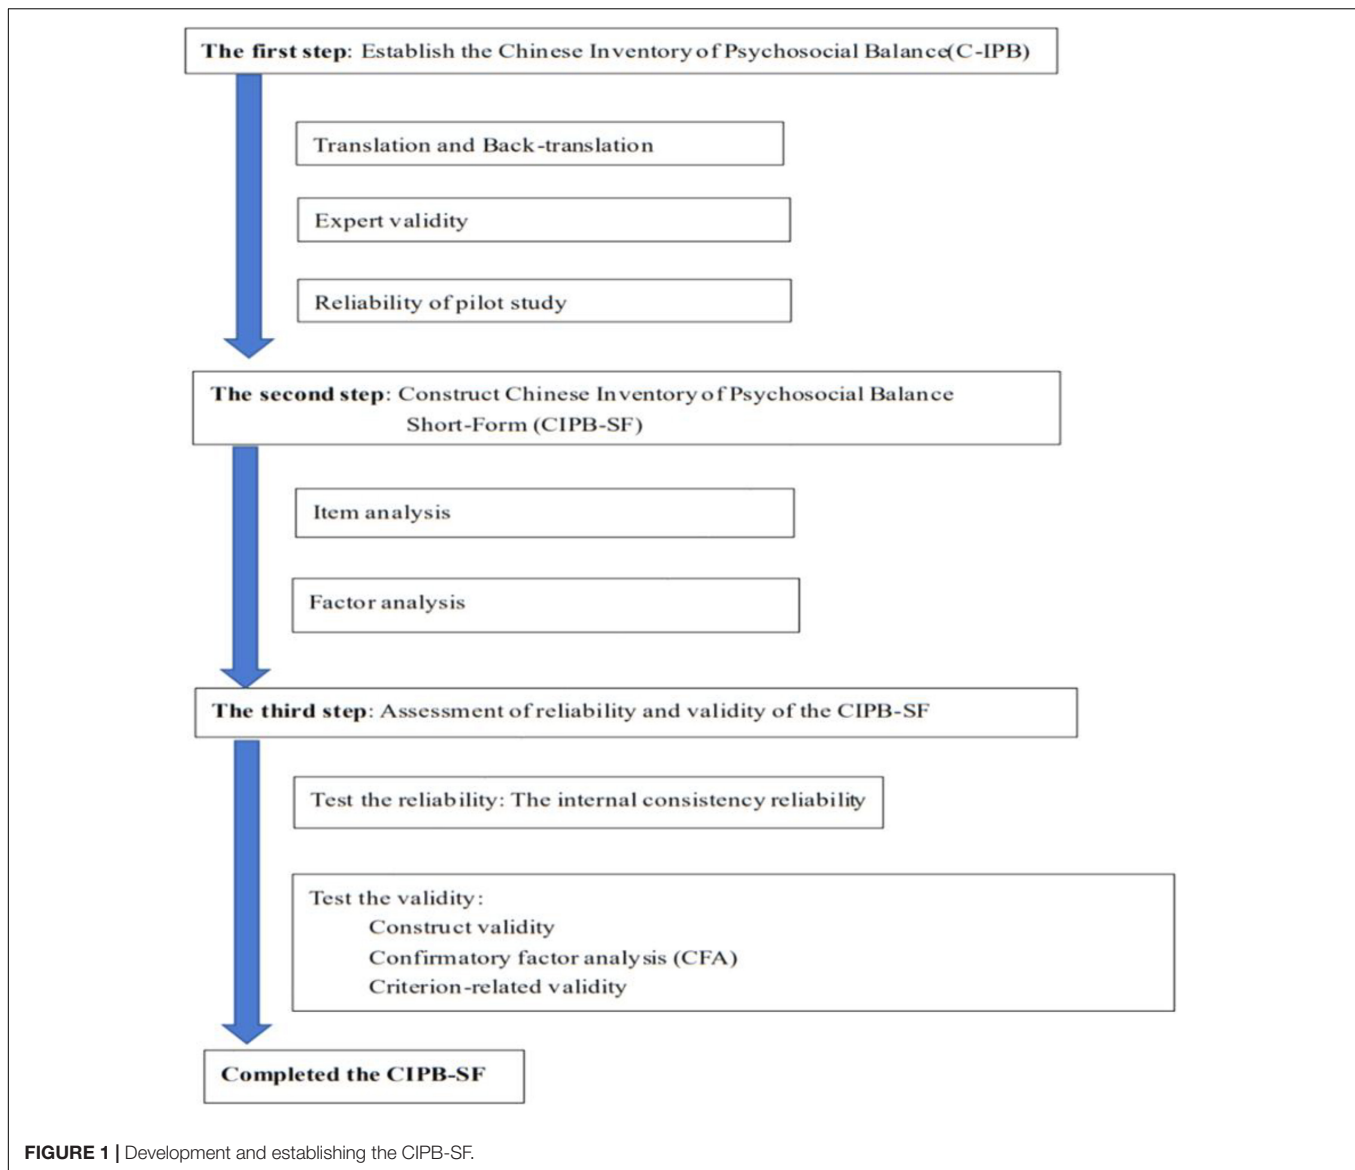 The first step: Establish the Chinese Inventory of Psychosocial Balance(C-IPB)
Translation and Back-translation
Expert validity
Reliability of pilot study
The second step: Construct Chinese Inventory of Psychosocial Balance
Short-Form (CIPB-SF)
Item analysis
Factor analysis
The third step: Assessment of reliability and validity of the CIPB-SF
Test the reliability: The internal consistency reliability
Test the validity:
Construct validity
Confirmatory factor analysis (CFA)
Criterion-related validity
Completed the CIPB-SF
FIGURE 1 | Development and establishing the CIPB-SF.